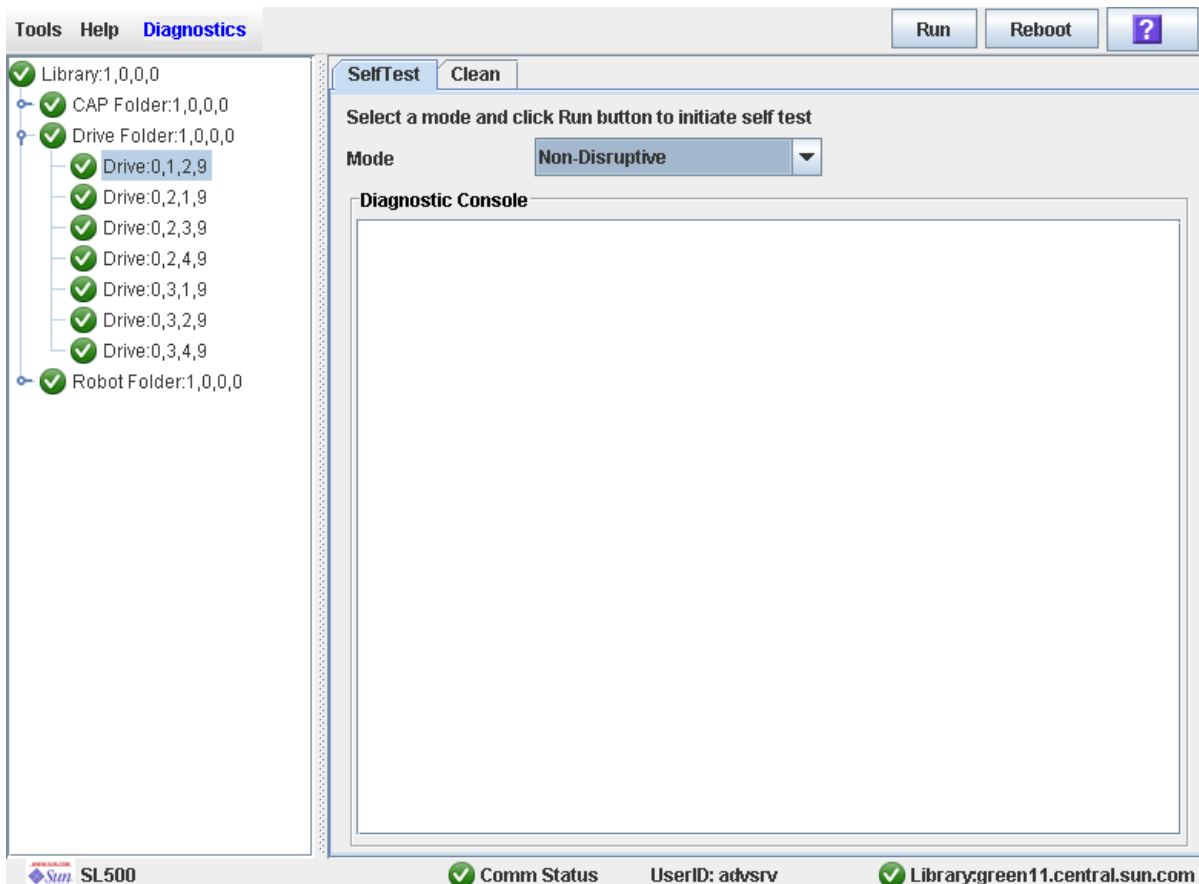 Tools Help Diagnostics
Run Reboot ?
Library:1,0,0,0
CAP Folder:1,0,0,0
Drive Folder:1,0,0,0
Drive:0,1,2,9
Drive:0,2,1,9
Drive:0,2,3,9
Drive:0,2,4,9
Drive:0,3,1,9
Drive:0,3,2,9
Drive:0,3,4,9
Robot Folder:1,0,0,0
SelfTest Clean
Select a mode and click Run button to initiate self test
Mode Non-Disruptive
Diagnostic Console
Sun SL500 Comm Status UserID: advsrv Library:green11.central.sun.com